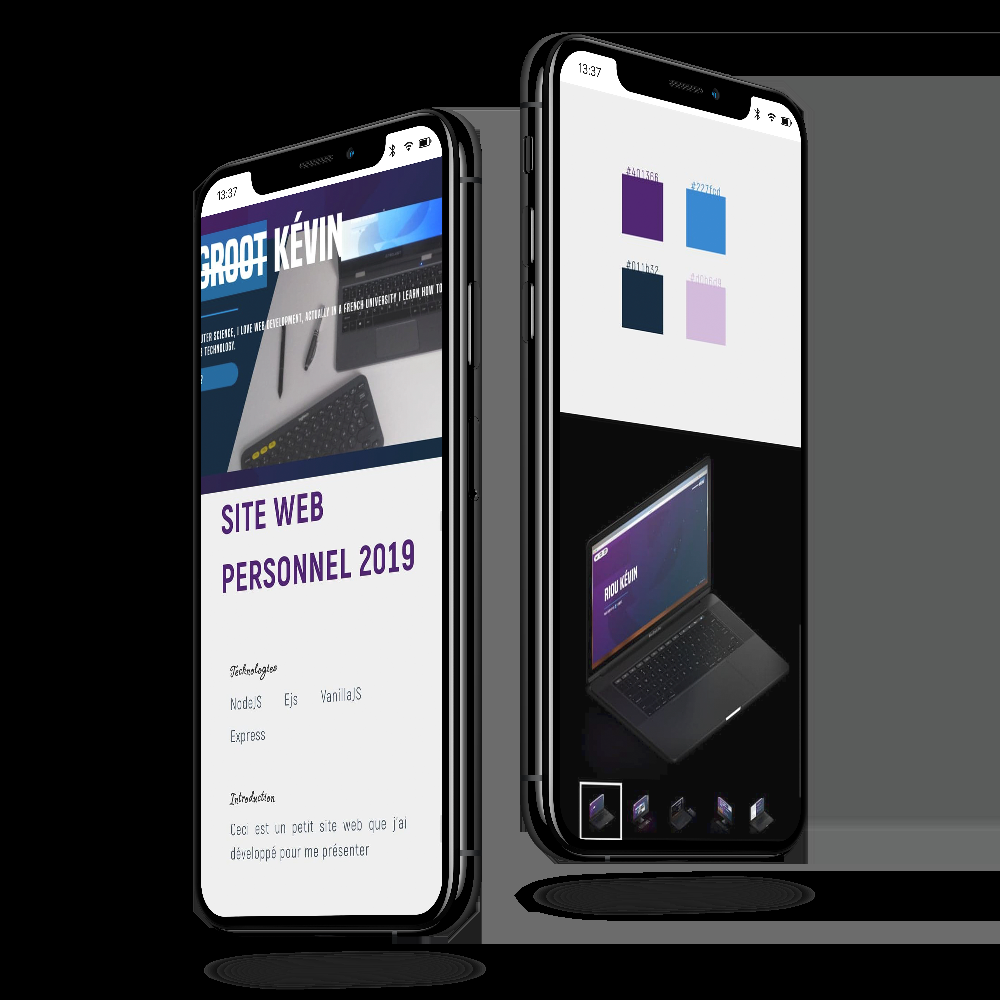 13:37
GROOT KÉVIN
UTER SCIENCE, I LOVE WEB DEVELOPMENT, ACTUALLY IN A FRENCH UNIVERSITY I LEARN HOW TO
TECHNOLOGY.
SITE WEB
PERSONNEL 2019
Technologies
NodeJS Ejs VanillaJS
Express
Introduction
Ceci est un petit site web que j'ai
développé pour me présenter
13:37
#401366
#227fnd
#011b32
RIOU KÉVIN